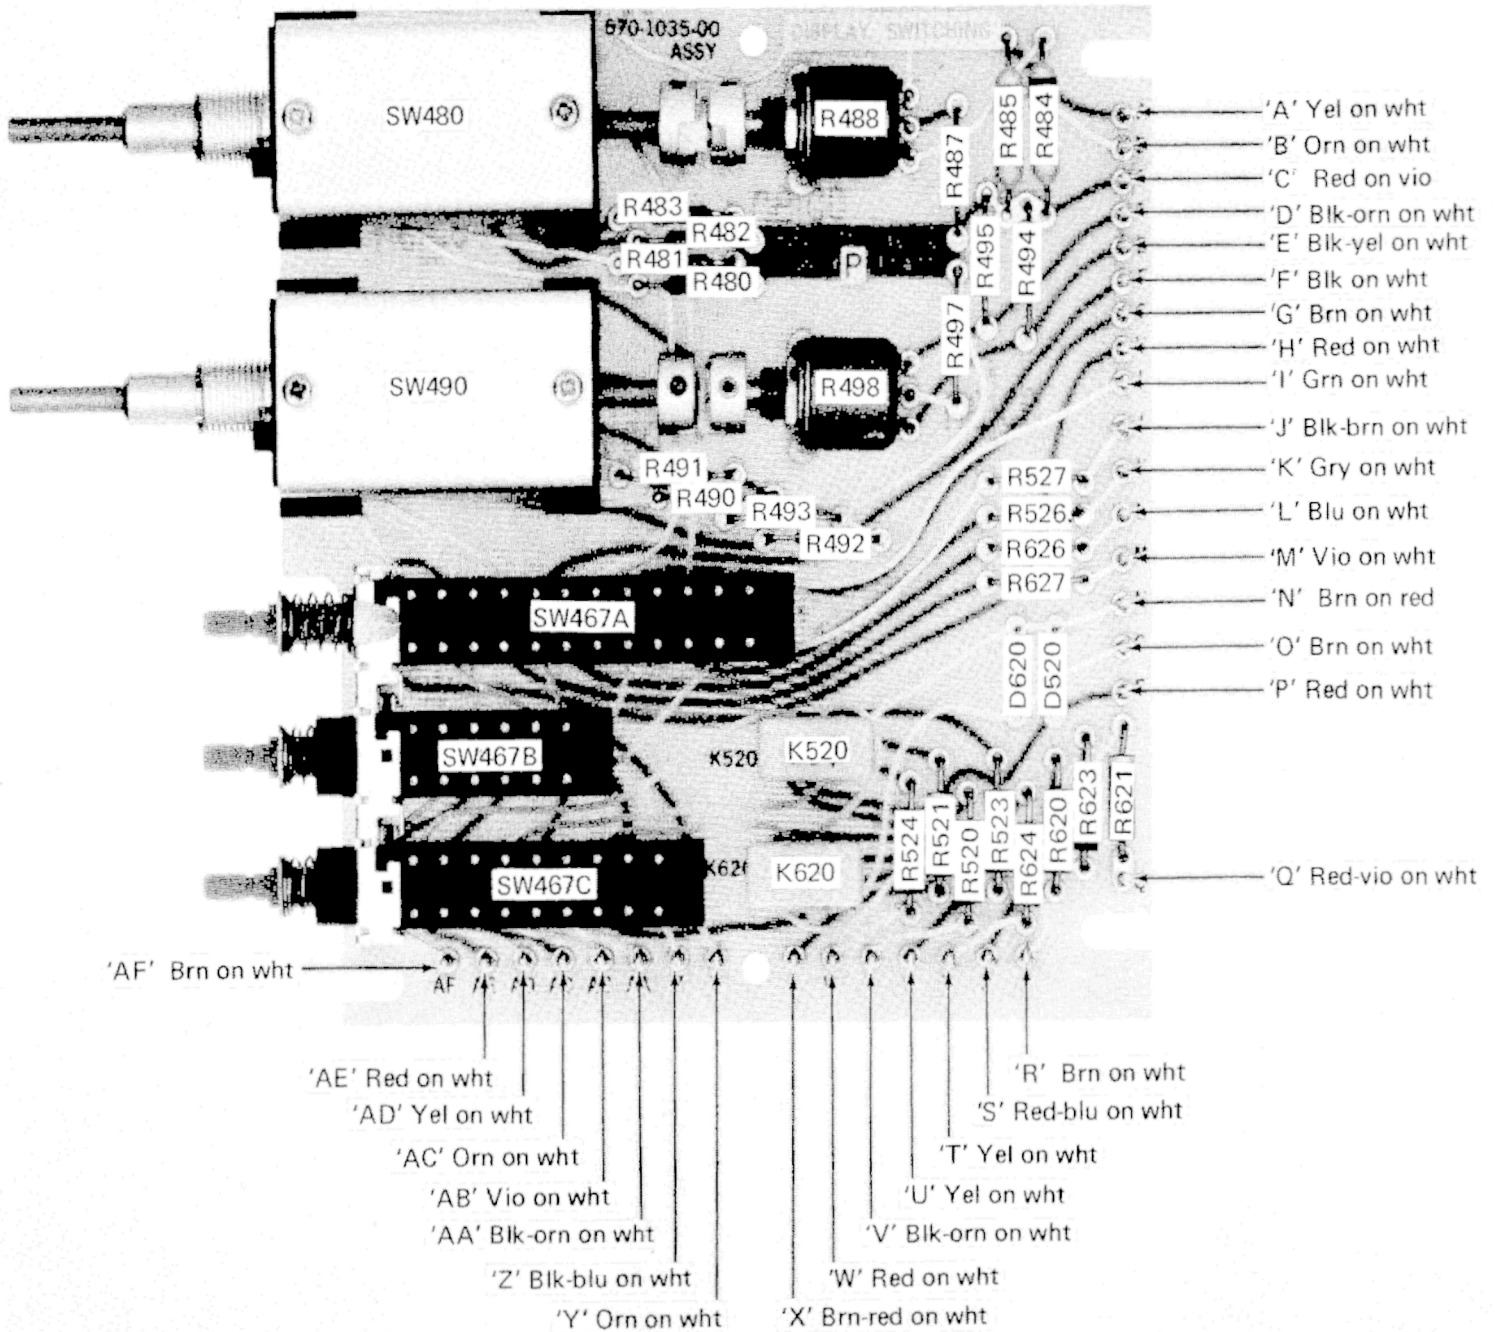 670-1035-00
ASSY
DISPLAY SWITCHING
SW480
R488
R487
R485
R484
R483
R482
R481
R480
P
R495
R494
R497
SW490
R498
R491
R490
R493
R492
R527
R526
R626
R627
SW467A
D620
D520
SW467B
K520
K520
SW467C
K620
R524
R521
R520
R523
R624
R620
R623
R621
'A' Yel on wht
'B' Orn on wht
'C' Red on vio
'D' Blk-orn on wht
'E' Blk-yel on wht
'F' Blk on wht
'G' Brn on wht
'H' Red on wht
'I' Grn on wht
'J' Blk-brn on wht
'K' Gry on wht
'L' Blu on wht
'M' Vio on wht
'N' Brn on red
'O' Brn on wht
'P' Red on wht
'Q' Red-vio on wht
'AF' Brn on wht
AF
'AE' Red on wht
'AD' Yel on wht
'AC' Orn on wht
'AB' Vio on wht
'AA' Blk-orn on wht
'Z' Blk-blu on wht
'Y' Orn on wht
'R' Brn on wht
'S' Red-blu on wht
'T' Yel on wht
'U' Yel on wht
'V' Blk-orn on wht
'W' Red on wht
'X' Brn-red on wht